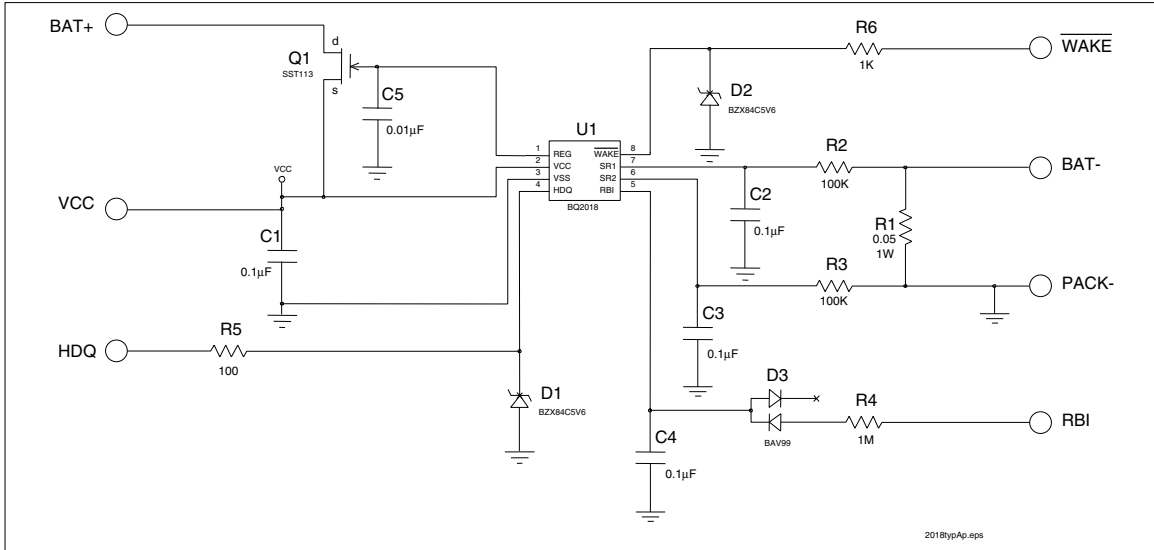 BAT+
Q1
SST113
d
s
C5
0.01µF
R6
1K
WAKE
D2
BZX84C5V6
U1
1 REG WAKE 8
2 VCC SR1 7
3 VSS SR2 6
4 HDQ RBI 5
BQ2018
R2
100K
BAT-
VCC
VCC
C1
0.1µF
C2
0.1µF
R1
0.05
1W
R3
100K
PACK-
HDQ
R5
100
C3
0.1µF
D1
BZX84C5V6
D3
BAV99
R4
1M
RBI
C4
0.1µF
2018typAp.eps